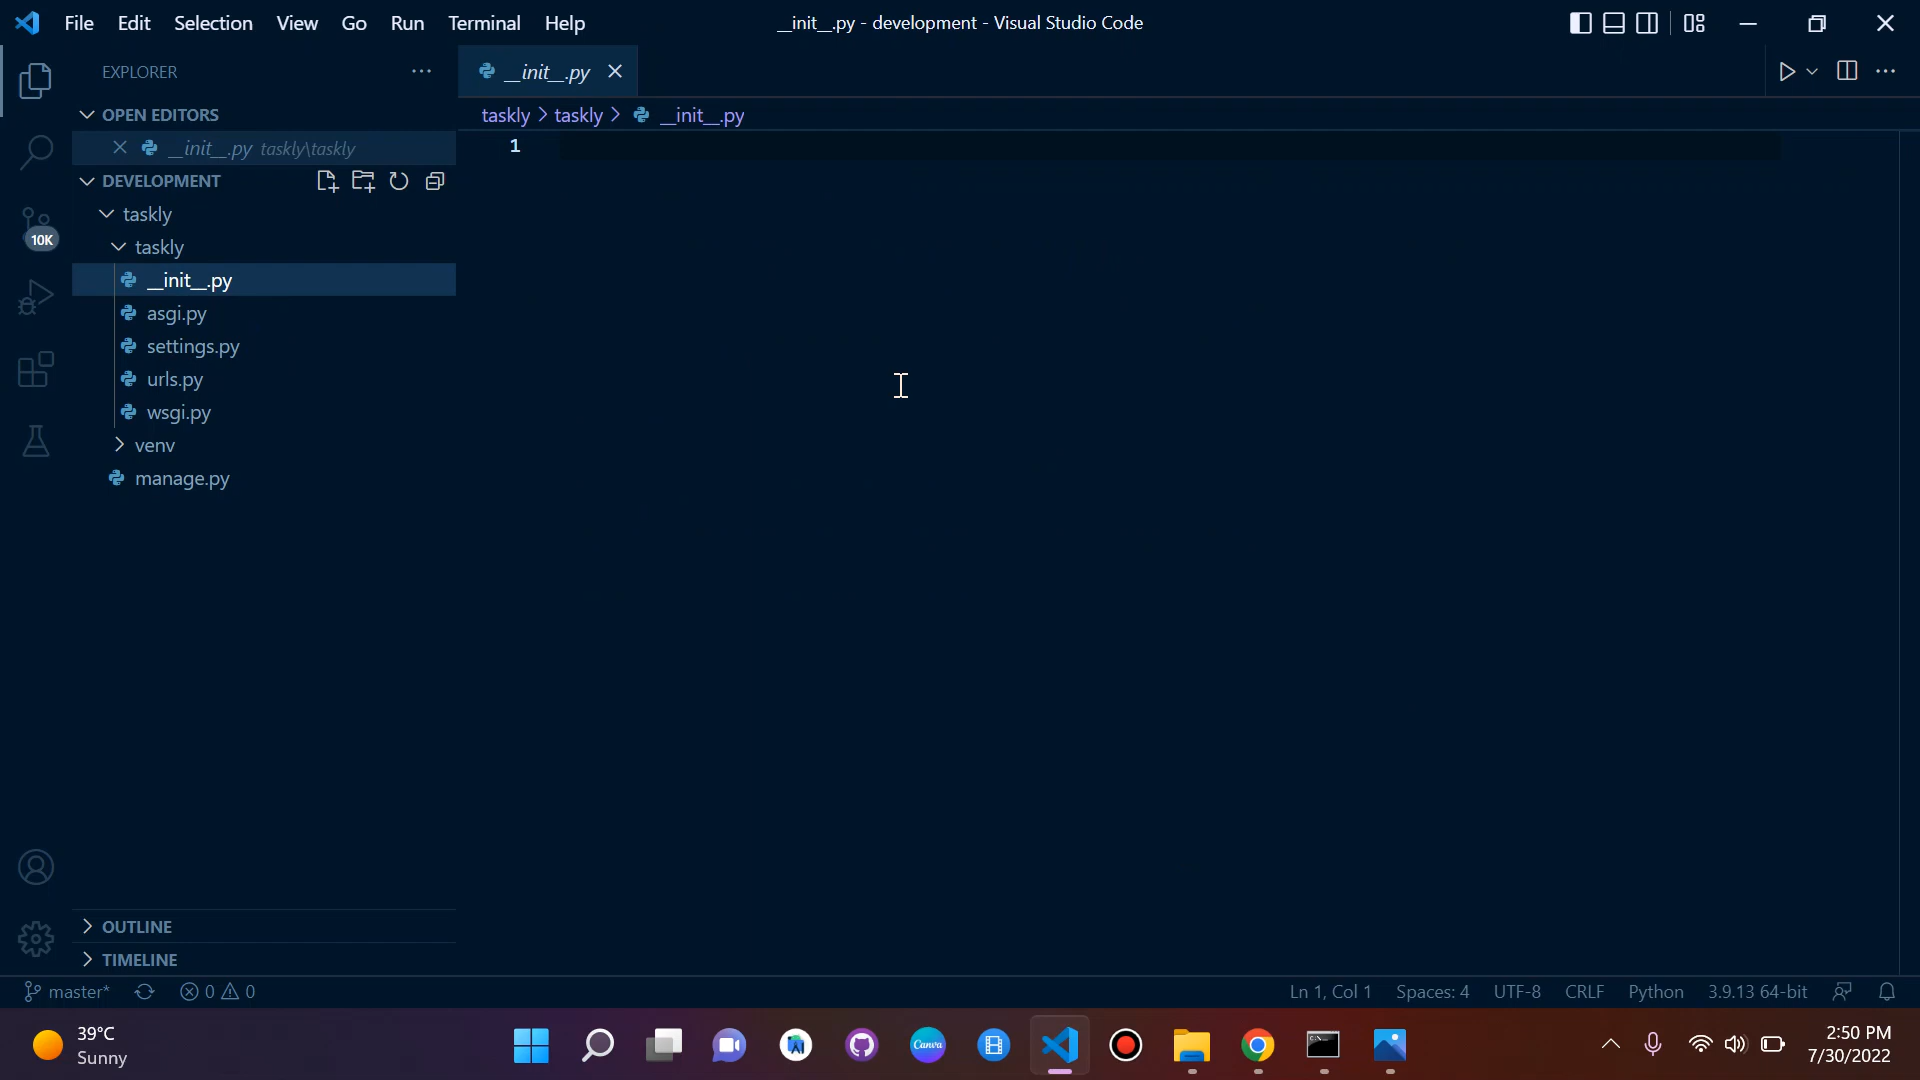 File Edit Selection View Go Run Terminal Help
__init__.py - development - Visual Studio Code
EXPLORER
__init__.py
OPEN EDITORS
taskly taskly __init__.py
__init__.py taskly\taskly
1
DEVELOPMENT
taskly
taskly
10K
__init__.py
asgi.py
settings.py
urls.py
wsgi.py
venv
manage.py
OUTLINE
TIMELINE
master* 0 0
Ln 1, Col 1 Spaces: 4 UTF-8 CRLF Python 3.9.13 64-bit
39°C
Sunny
Canva
2:50 PM
7/30/2022